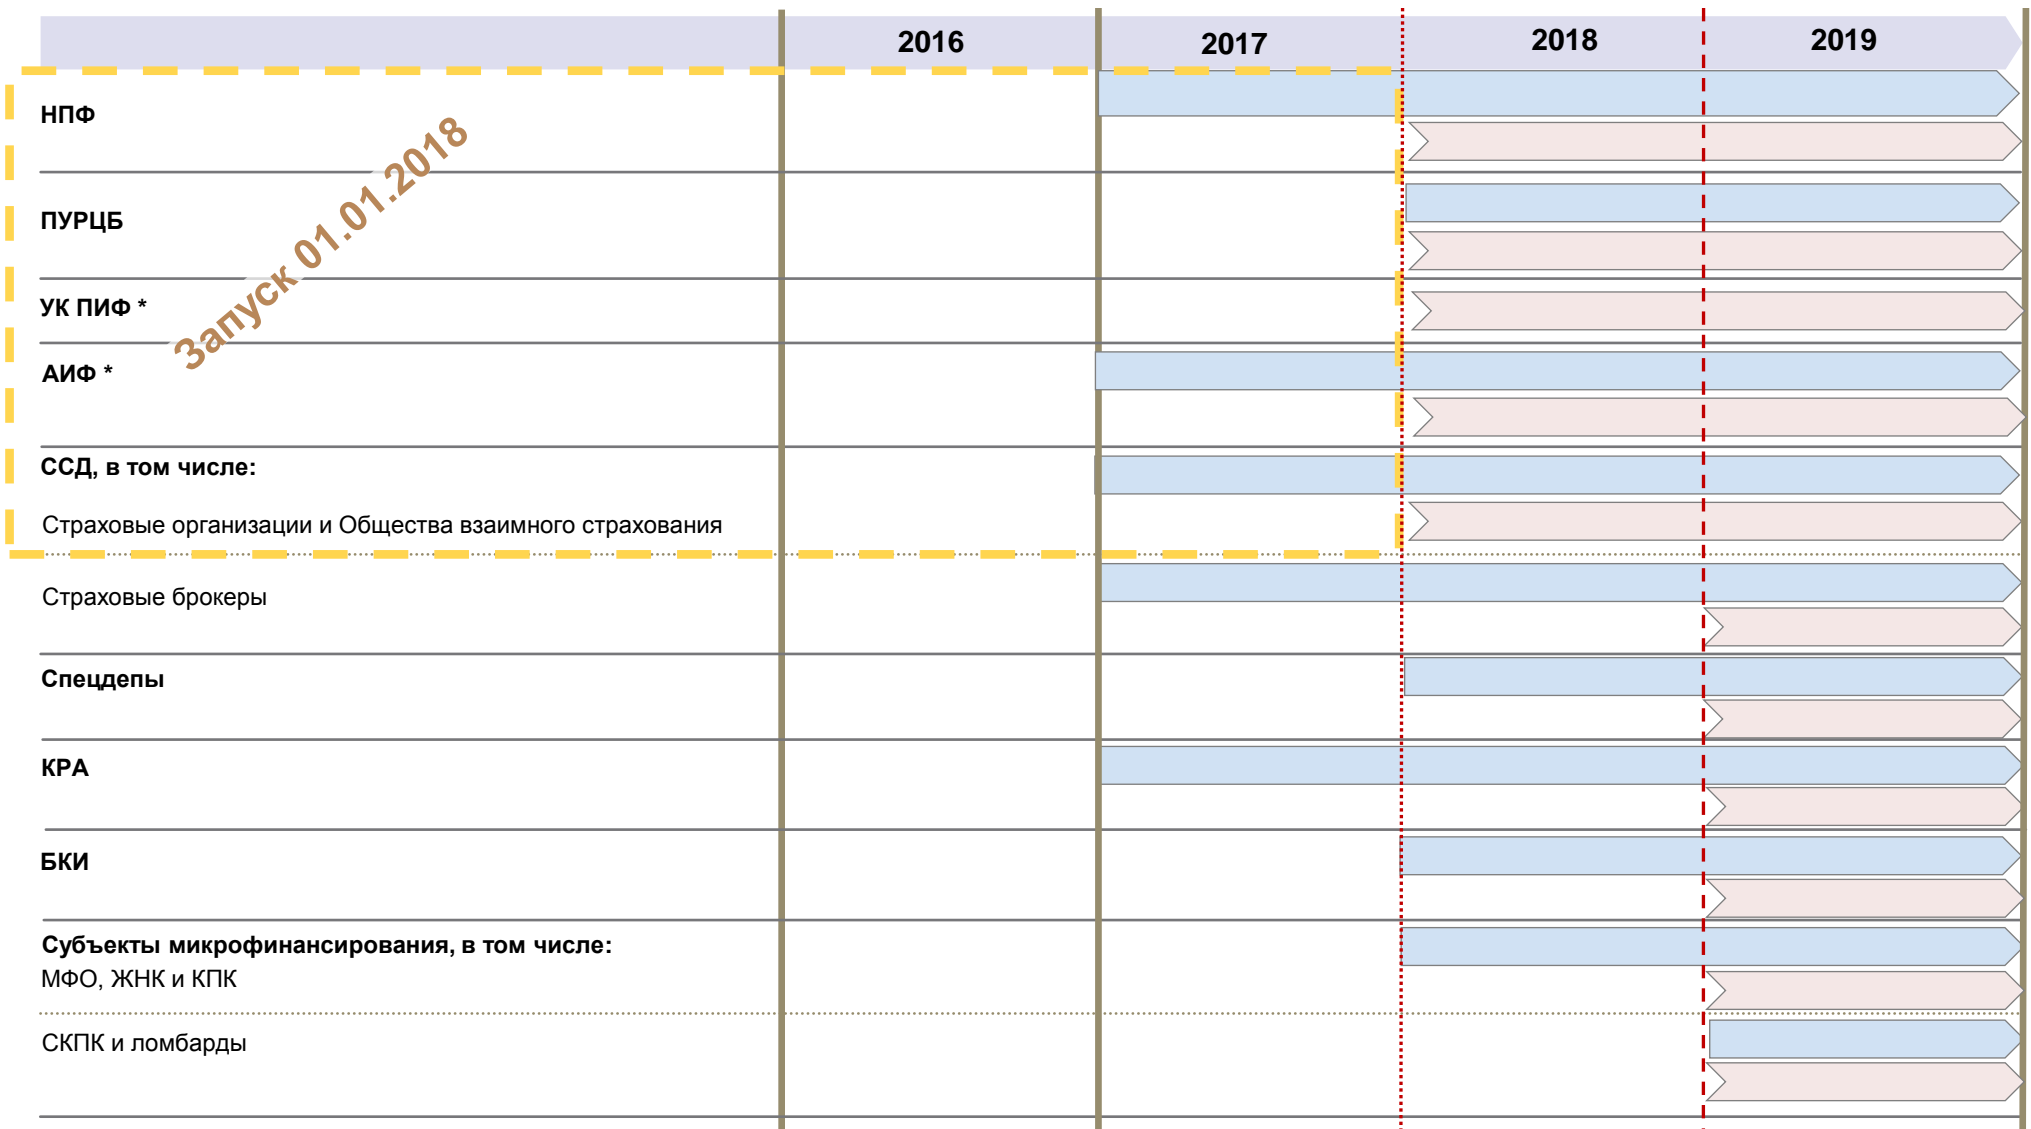 2016 2017 2018 2019
НПФ
Запуск 01.01.2018
ПУРЦБ
УК ПИФ *
АИФ *
ССД, в том числе:
Страховые организации и Общества взаимного страхования
Страховые брокеры
Спецдепы
КРА
БКИ
Субъекты микрофинансирования, в том числе:
МФО, ЖНК и КПК
СКПК и ломбарды